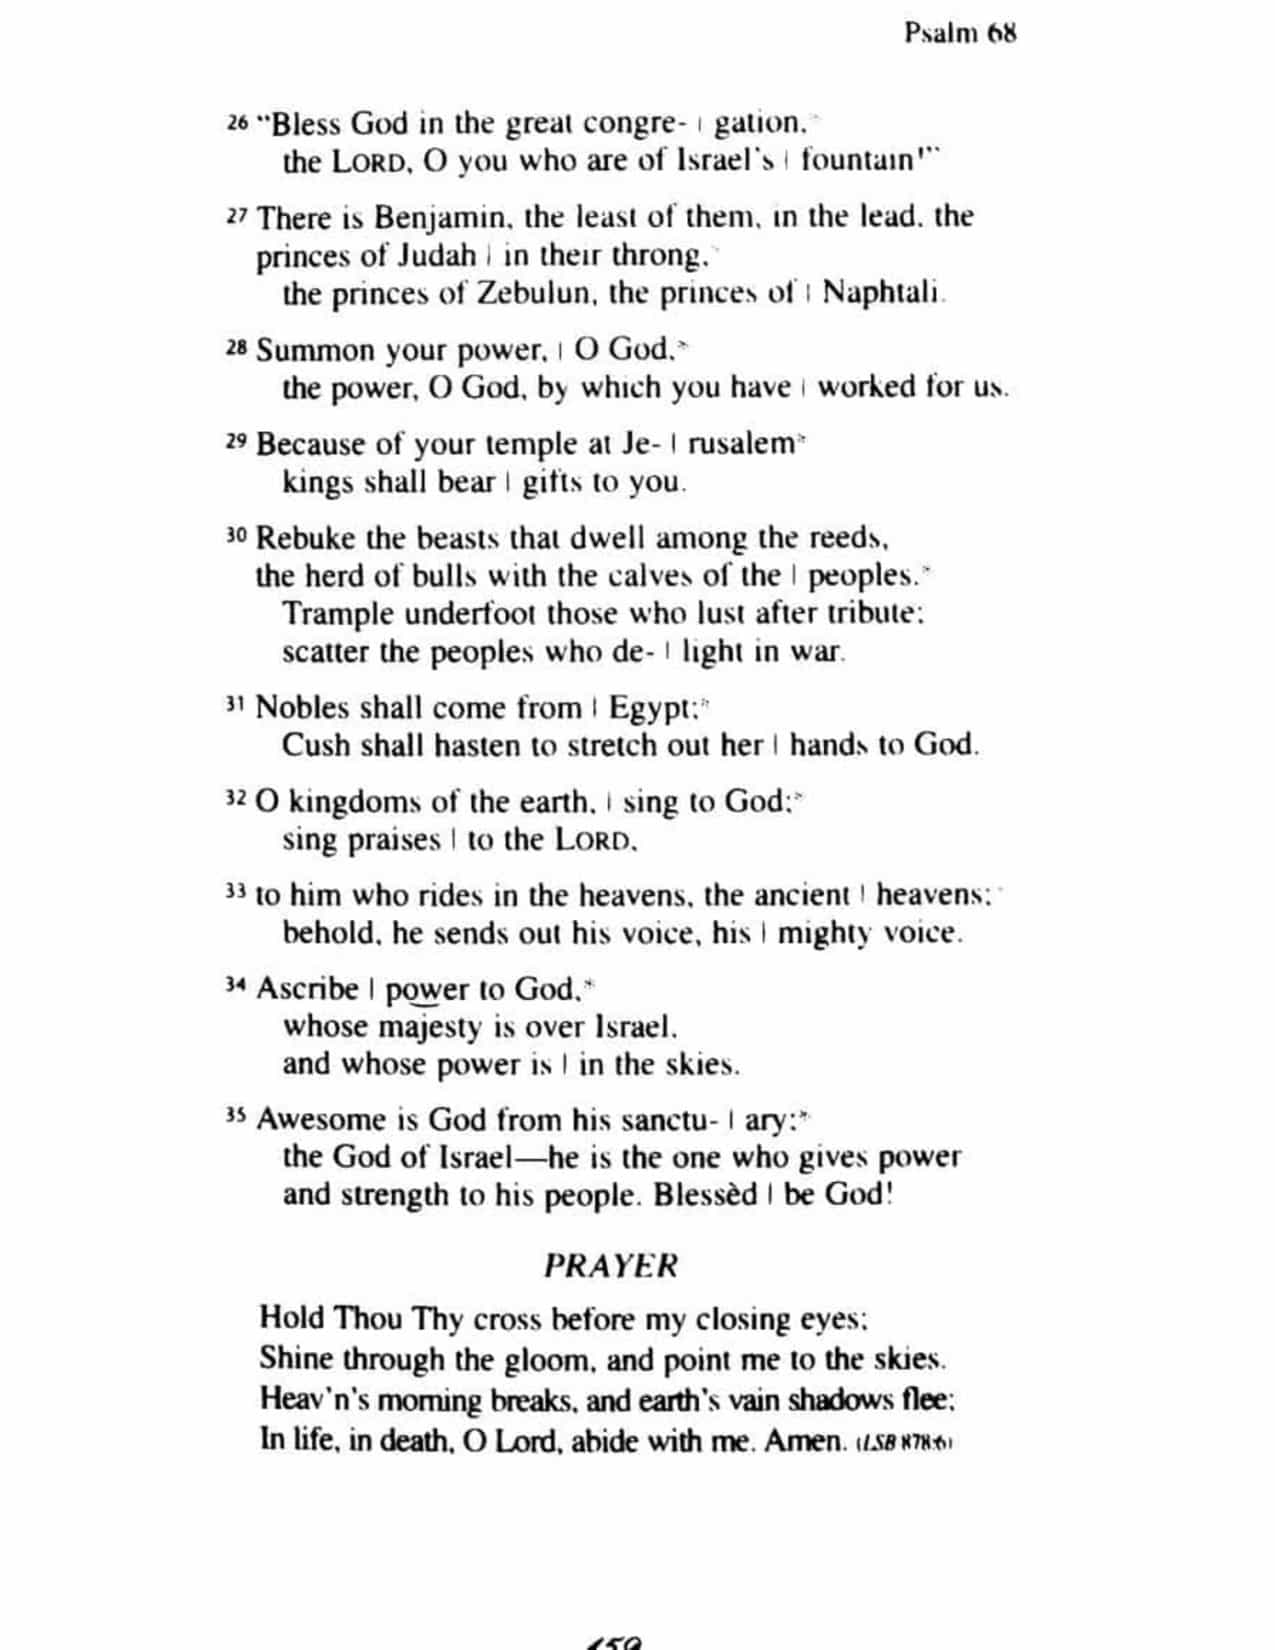 Psalm 68
26 "Bless God in the great congre- | gation,*
the LORD, O you who are of Israel's | fountain!"
27 There is Benjamin, the least of them, in the lead, the
princes of Judah | in their throng,*
the princes of Zebulun, the princes of | Naphtali.
28 Summon your power, | O God,*
the power, O God, by which you have | worked for us.
29 Because of your temple at Je- | rusalem*
kings shall bear | gifts to you.
30 Rebuke the beasts that dwell among the reeds,
the herd of bulls with the calves of the | peoples.*
Trample underfoot those who lust after tribute;
scatter the peoples who de- | light in war.
31 Nobles shall come from | Egypt;*
Cush shall hasten to stretch out her | hands to God.
32 O kingdoms of the earth, | sing to God;*
sing praises | to the LORD,
33 to him who rides in the heavens, the ancient | heavens;*
behold, he sends out his voice, his | mighty voice.
34 Ascribe | power to God,*
whose majesty is over Israel,
and whose power is | in the skies.
35 Awesome is God from his sanctu- | ary;*
the God of Israel—he is the one who gives power
and strength to his people. Blessèd | be God!
PRAYER
Hold Thou Thy cross before my closing eyes;
Shine through the gloom, and point me to the skies.
Heav'n's morning breaks, and earth's vain shadows flee;
In life, in death, O Lord, abide with me. Amen. (LSB 878:6)